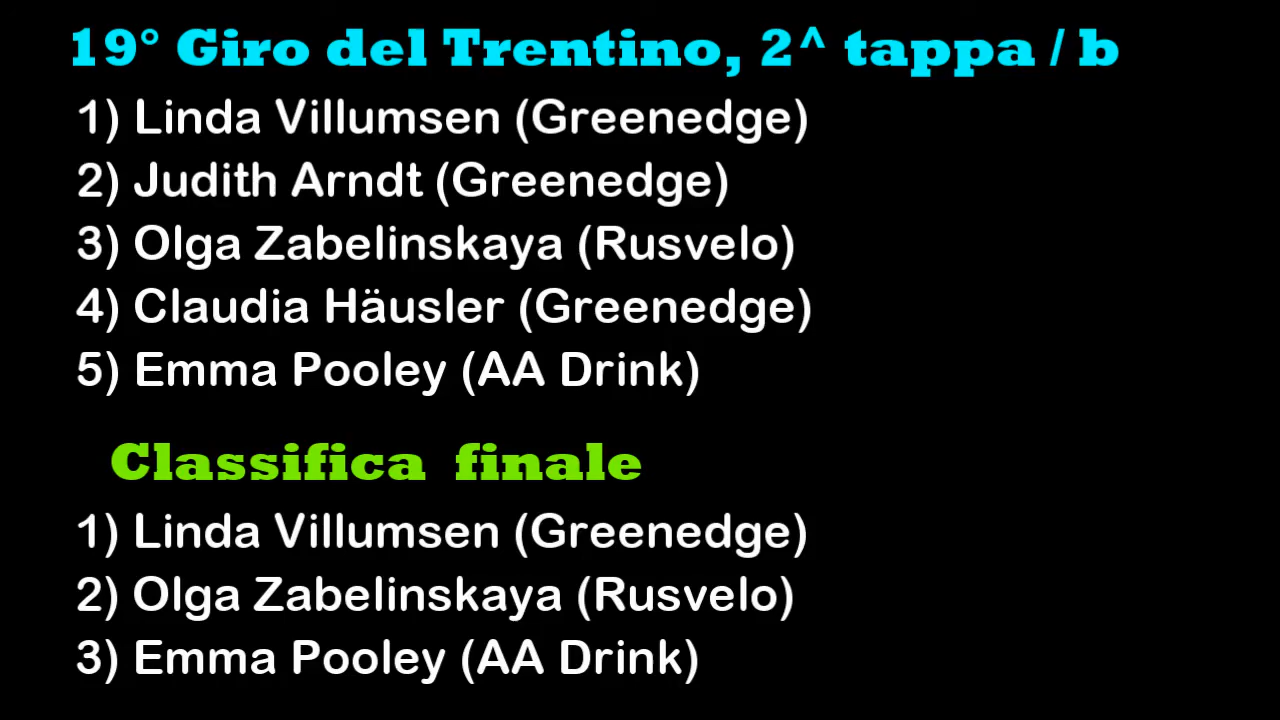 19° Giro del Trentino, 2^ tappa / b
1) Linda Villumsen (Greenedge)
2) Judith Arndt (Greenedge)
3) Olga Zabelinskaya (Rusvelo)
4) Claudia Häusler (Greenedge)
5) Emma Pooley (AA Drink)
Classifica finale
1) Linda Villumsen (Greenedge)
2) Olga Zabelinskaya (Rusvelo)
3) Emma Pooley (AA Drink)